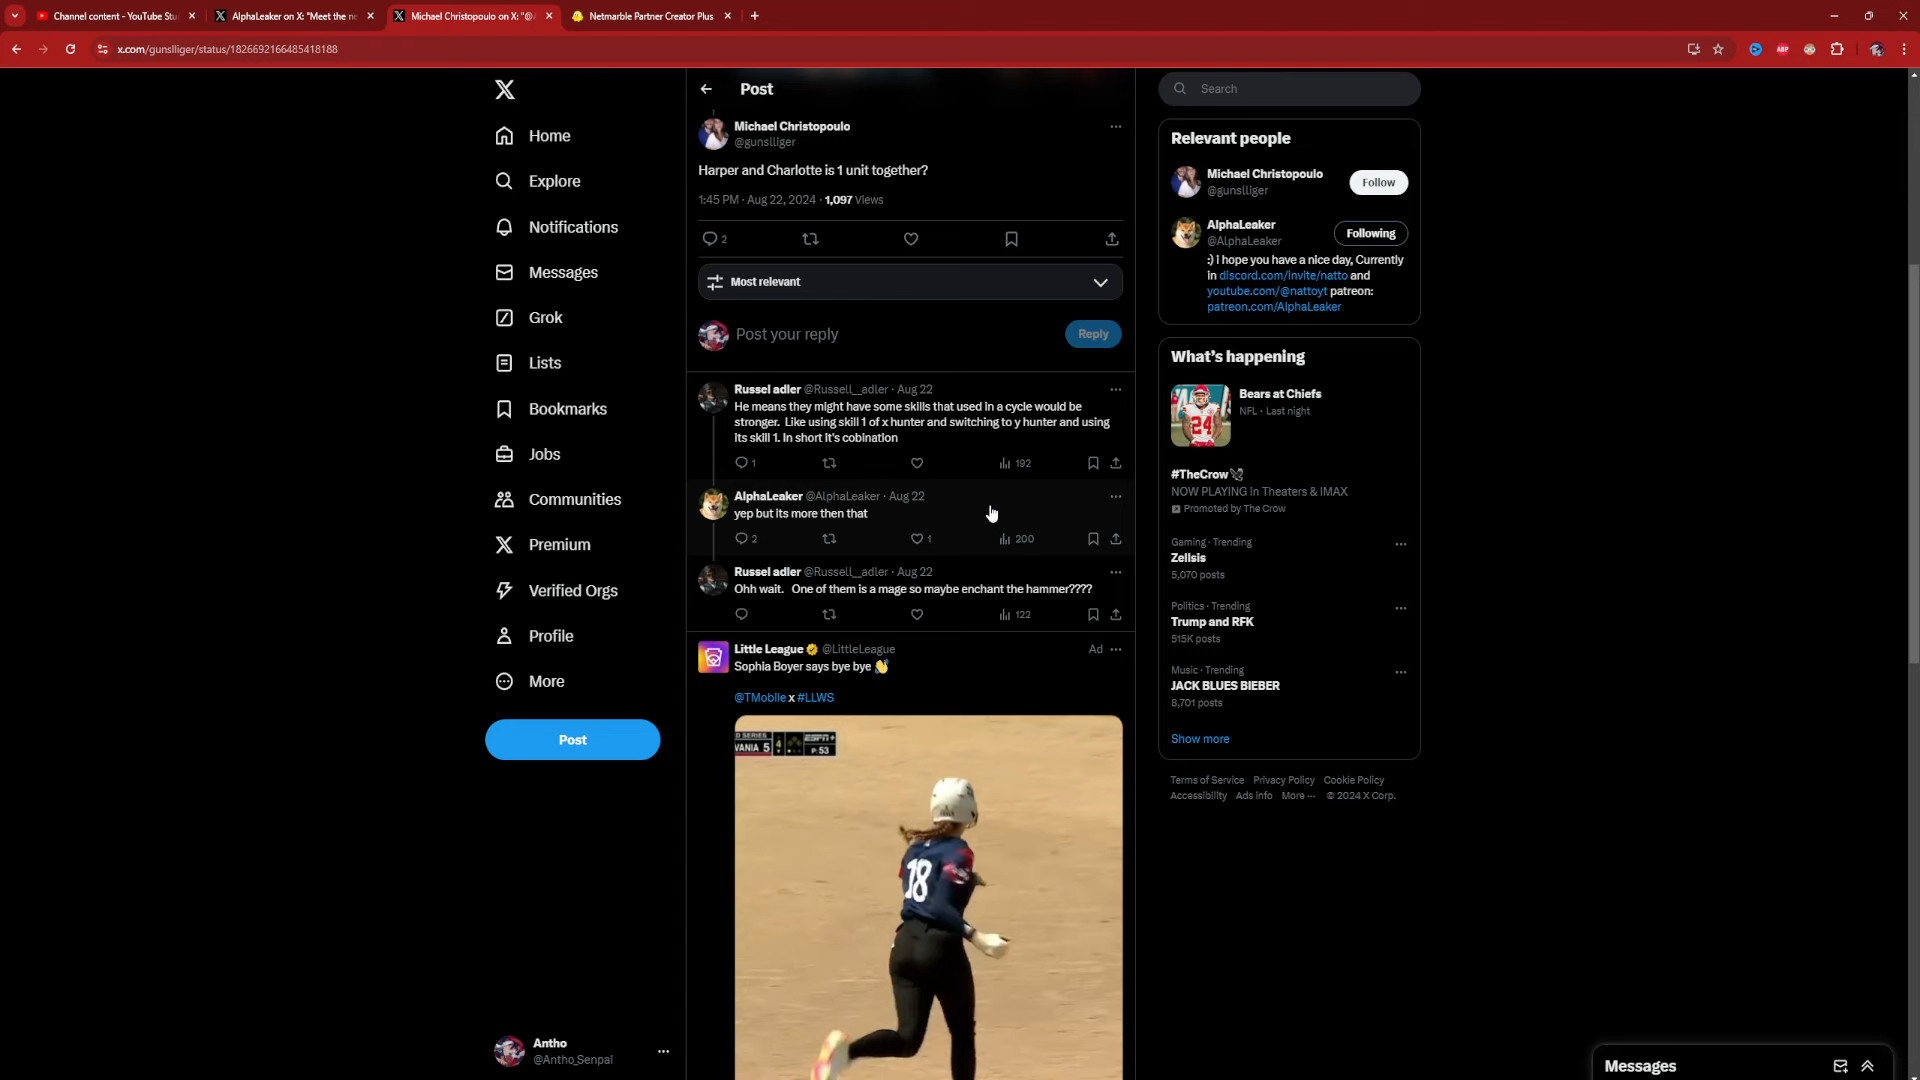 Channel content - YouTube Stu
AlphaLeaker on X: "Meet the ne
Michael Christopoulo on X: "@A
Netmarble Partner Creator Plus
x.com/gunslliger/status/1826692166485418188
Post
Search
Home
Explore
Notifications
Messages
Grok
Lists
Bookmarks
Jobs
Communities
Premium
Verified Orgs
Profile
More
Post
Antho
@Antho_Senpai
Michael Christopoulo
@gunslliger
Harper and Charlotte is 1 unit together?
1:45 PM · Aug 22, 2024 · 1,097 Views
2
Most relevant
Post your reply
Reply
Russel adler @Russell__adler · Aug 22
He means they might have some skills that used in a cycle would be
stronger. Like using skill 1 of x hunter and switching to y hunter and using
its skill 1. In short it's cobination
1
192
AlphaLeaker @AlphaLeaker · Aug 22
yep but its more then that
2
1
200
Russel adler @Russell__adler · Aug 22
Ohh wait. One of them is a mage so maybe enchant the hammer????
122
Little League @LittleLeague
Ad
Sophia Boyer says bye bye 👋
@TMobile x #LLWS
D SERIES
VANIA 5
4
ESPN+
P:53
18
Relevant people
Michael Christopoulo
@gunslliger
Follow
AlphaLeaker
@AlphaLeaker
Following
:) i hope you have a nice day, Currently
in discord.com/invite/natto and
youtube.com/@nattoyt patreon:
patreon.com/AlphaLeaker
What's happening
Bears at Chiefs
NFL · Last night
24
#TheCrow
NOW PLAYING In Theaters & IMAX
Promoted by The Crow
Gaming · Trending
Zellsis
5,070 posts
Politics · Trending
Trump and RFK
515K posts
Music · Trending
JACK BLUES BIEBER
8,701 posts
Show more
Terms of Service Privacy Policy Cookie Policy
Accessibility Ads info More ··· © 2024 X Corp.
Messages